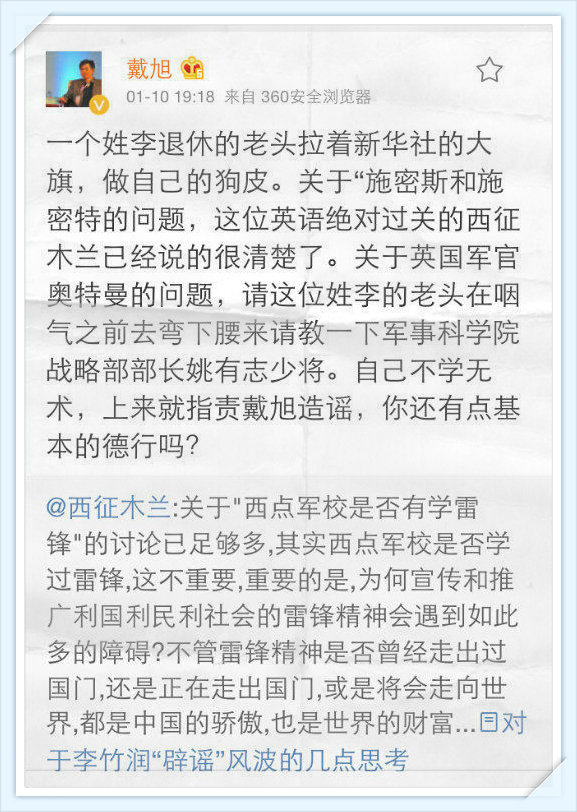 戴旭
01-10 19:18 来自 360安全浏览器
一个姓李退休的老头拉着新华社的大
旗，做自己的狗皮。关于“施密斯和施
密特的问题，这位英语绝对过关的西征
木兰已经说的很清楚了。关于英国军官
奥特曼的问题，请这位姓李的老头在咽
气之前去弯下腰来请教一下军事科学院
战略部部长姚有志少将。自己不学无
术，上来就指责戴旭造谣，你还有点基
本的德行吗？
@西征木兰:关于"西点军校是否有学雷
锋"的讨论已足够多,其实西点军校是否学
过雷锋,这不重要,重要的是,为何宣传和推
广利国利民利社会的雷锋精神会遇到如此
多的障碍?不管雷锋精神是否曾经走出过
国门,还是正在走出国门,或是将会走向世
界,都是中国的骄傲,也是世界的财富...对
于李竹润“辟谣”风波的几点思考